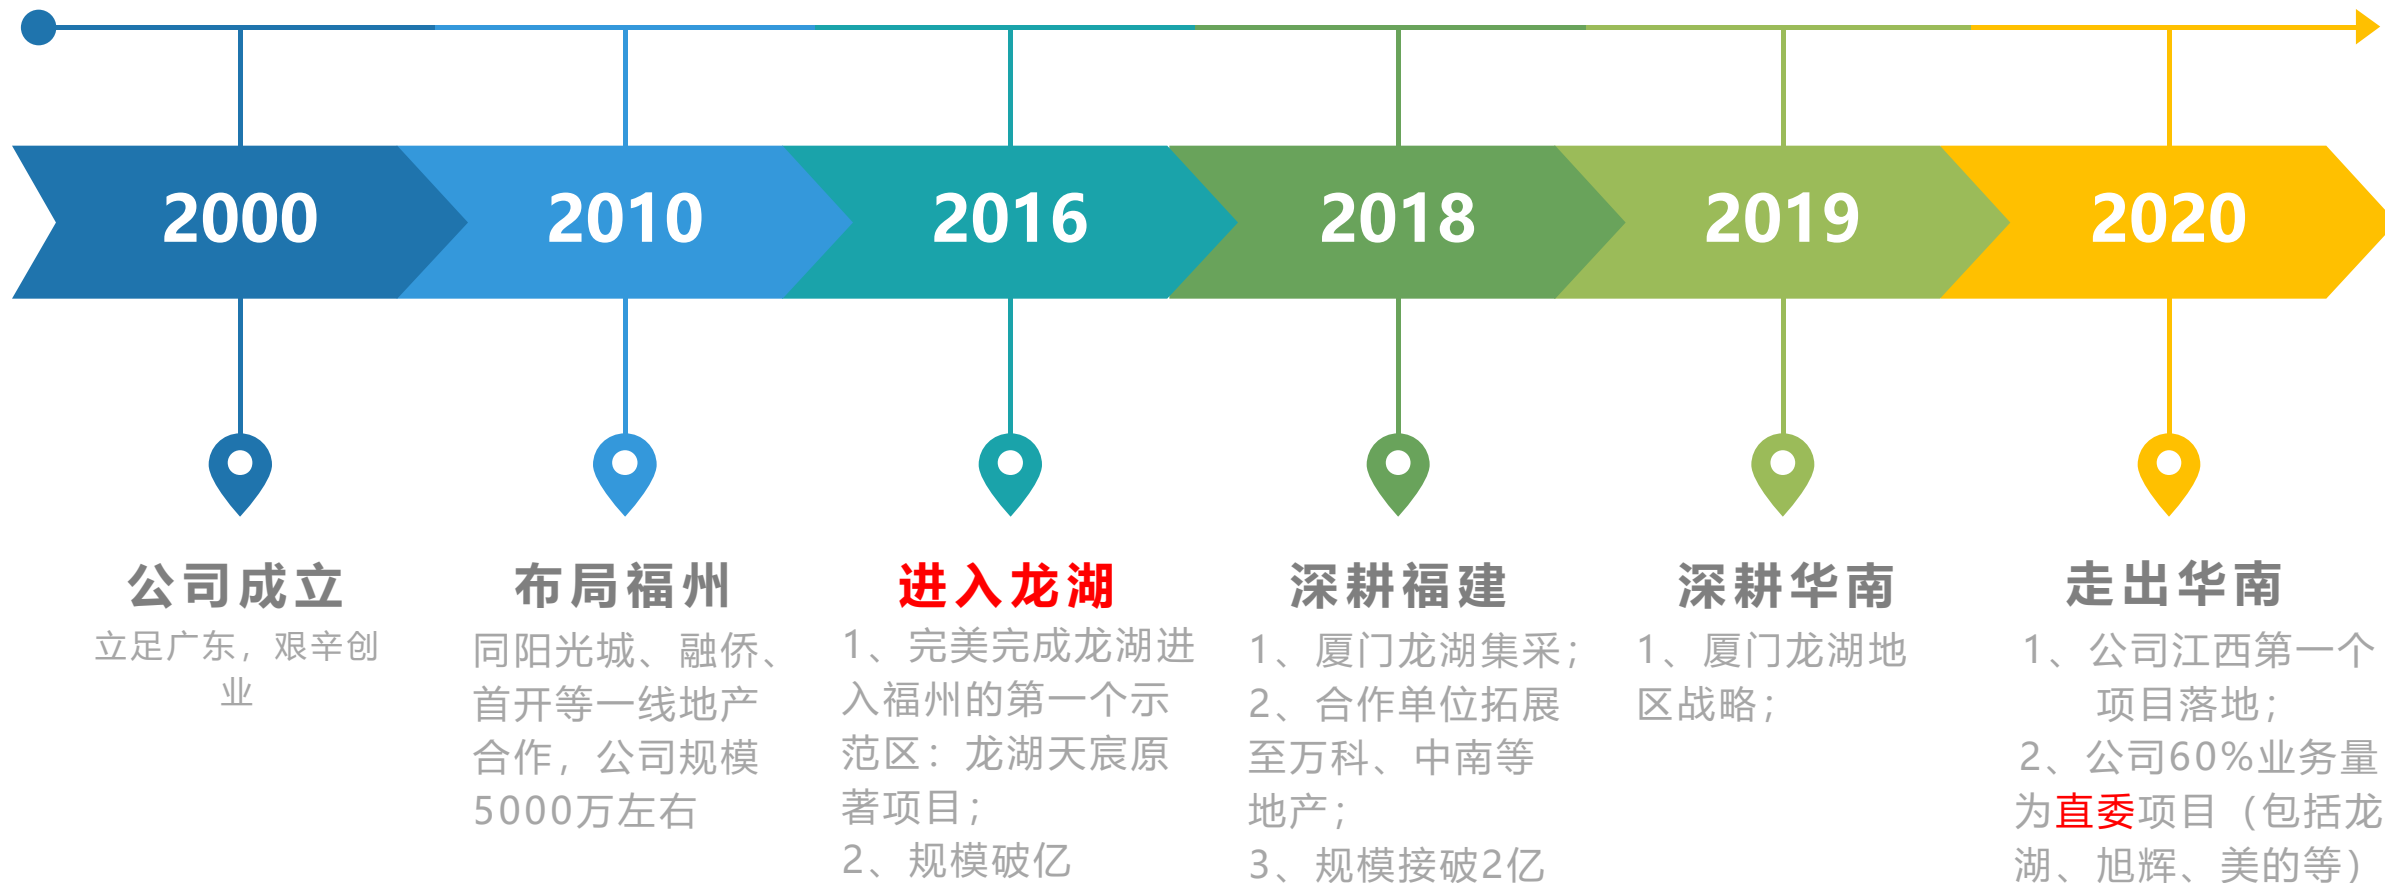 2000
2010
2016
2018
2019
2020
公司成立
立足广东，艰辛创
业
布局福州
同阳光城、融侨、
首开等一线地产
合作，公司规模
5000万左右
进入龙湖
1、完美完成龙湖进
入福州的第一个示
范区：龙湖天宸原
著项目；
2、规模破亿
深耕福建
1、厦门龙湖集采；
2、合作单位拓展
至万科、中南等
地产；
3、规模接破2亿
深耕华南
1、厦门龙湖地
区战略；
走出华南
1、公司江西第一个
项目落地；
2、公司60%业务量
为直委项目（包括龙
湖、旭辉、美的等）